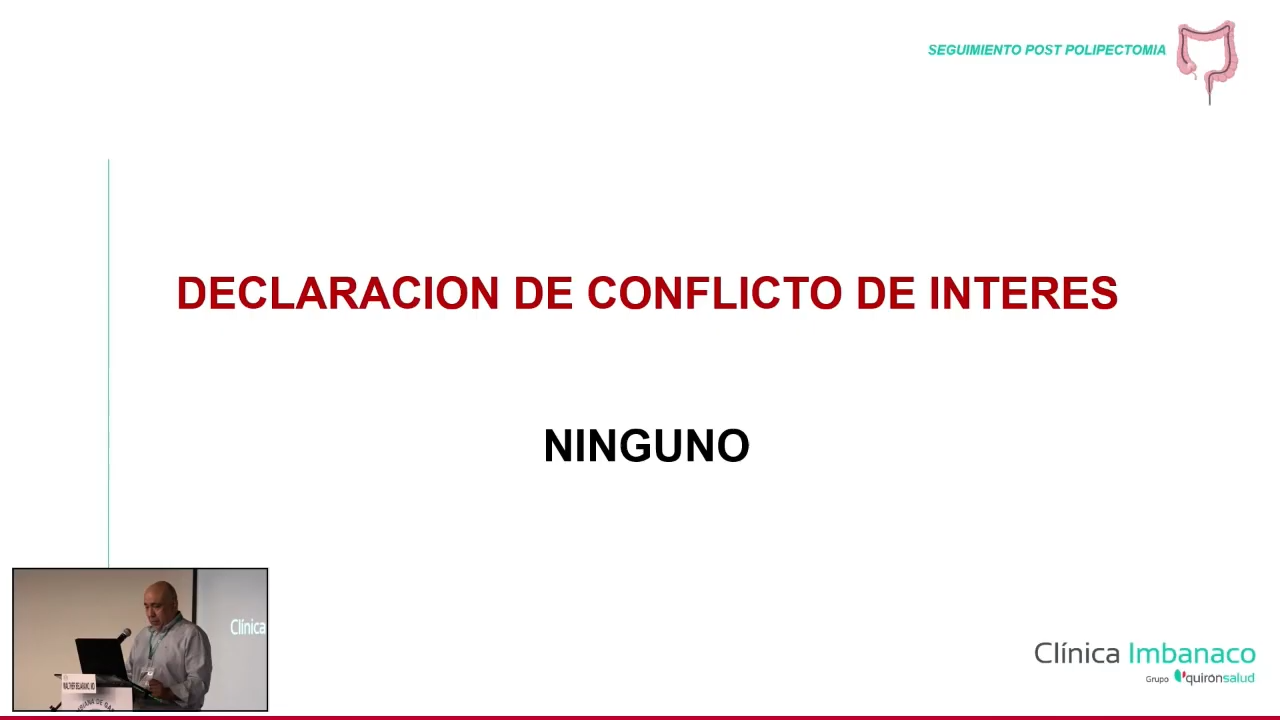 SEGUIMIENTO POST POLIPECTOMIA
DECLARACION DE CONFLICTO DE INTERES
NINGUNO
Clínica
Clínica Imbanaco
Grupo quirónsalud